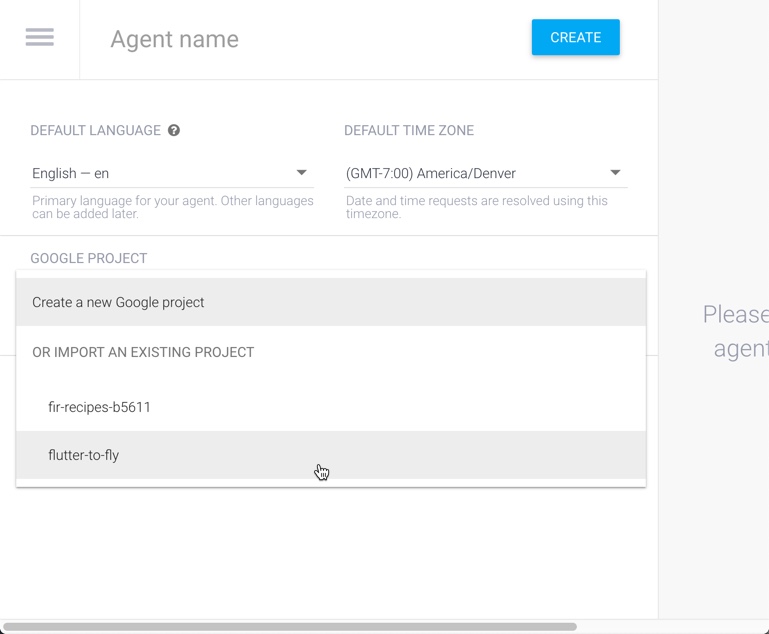 Agent name
CREATE
DEFAULT LANGUAGE ?
DEFAULT TIME ZONE
English — en
(GMT-7:00) America/Denver
Primary language for your agent. Other languages
can be added later.
Date and time requests are resolved using this
timezone.
GOOGLE PROJECT
Create a new Google project
OR IMPORT AN EXISTING PROJECT
fir-recipes-b5611
flutter-to-fly
Please
agent